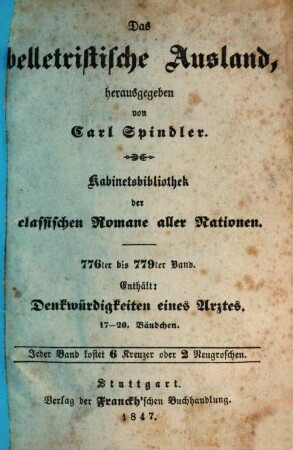 Das
belletristische Ausland,
herausgegeben
von
Carl Spindler.
Kabinetsbibliothek
der
classischen Romane aller Nationen.
776ter bis 779ter Band.
Enthält:
Denkwürdigkeiten eines Arztes.
17—20. Bändchen.
Jeder Band kostet 6 Kreuzer oder 2 Neugroschen.
Stuttgart.
Verlag der Franckh'schen Buchhandlung.
1847.